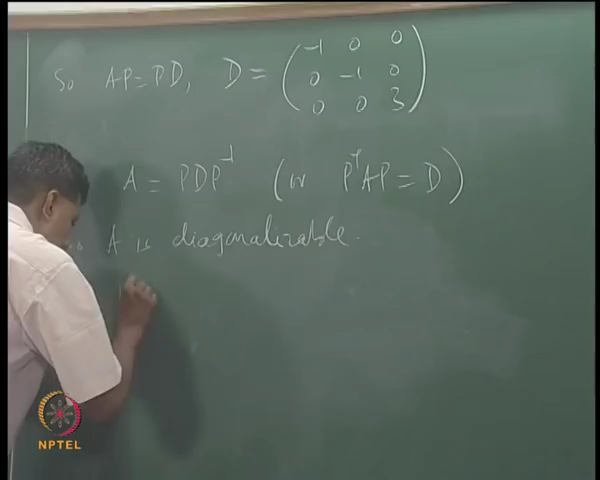 So AP = PD, D = ( -1 0 0
0 -1 0
0 0 3 )
A = PDP⁻¹ (or P⁻¹AP = D)
A is diagonalizable.
NPTEL